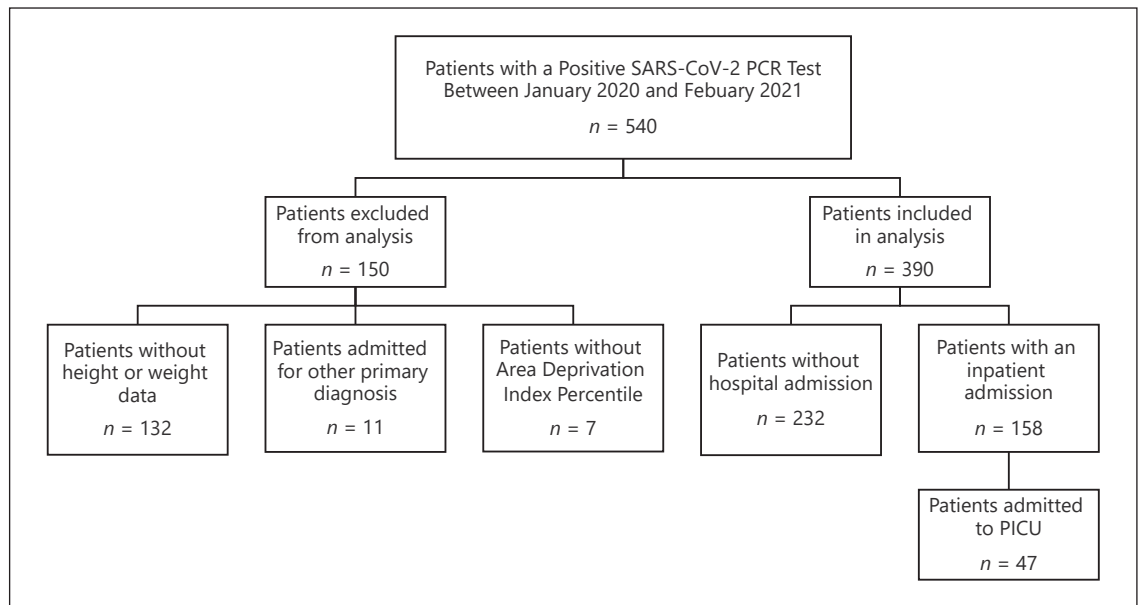 Patients with a Positive SARS-CoV-2 PCR Test
Between January 2020 and Febuary 2021
n = 540
Patients excluded
from analysis
n = 150
Patients included
in analysis
n = 390
Patients without
height or weight
data
n = 132
Patients admitted
for other primary
diagnosis
n = 11
Patients without
Area Deprivation
Index Percentile
n = 7
Patients without
hospital admission
n = 232
Patients with an
inpatient
admission
n = 158
Patients admitted
to PICU
n = 47